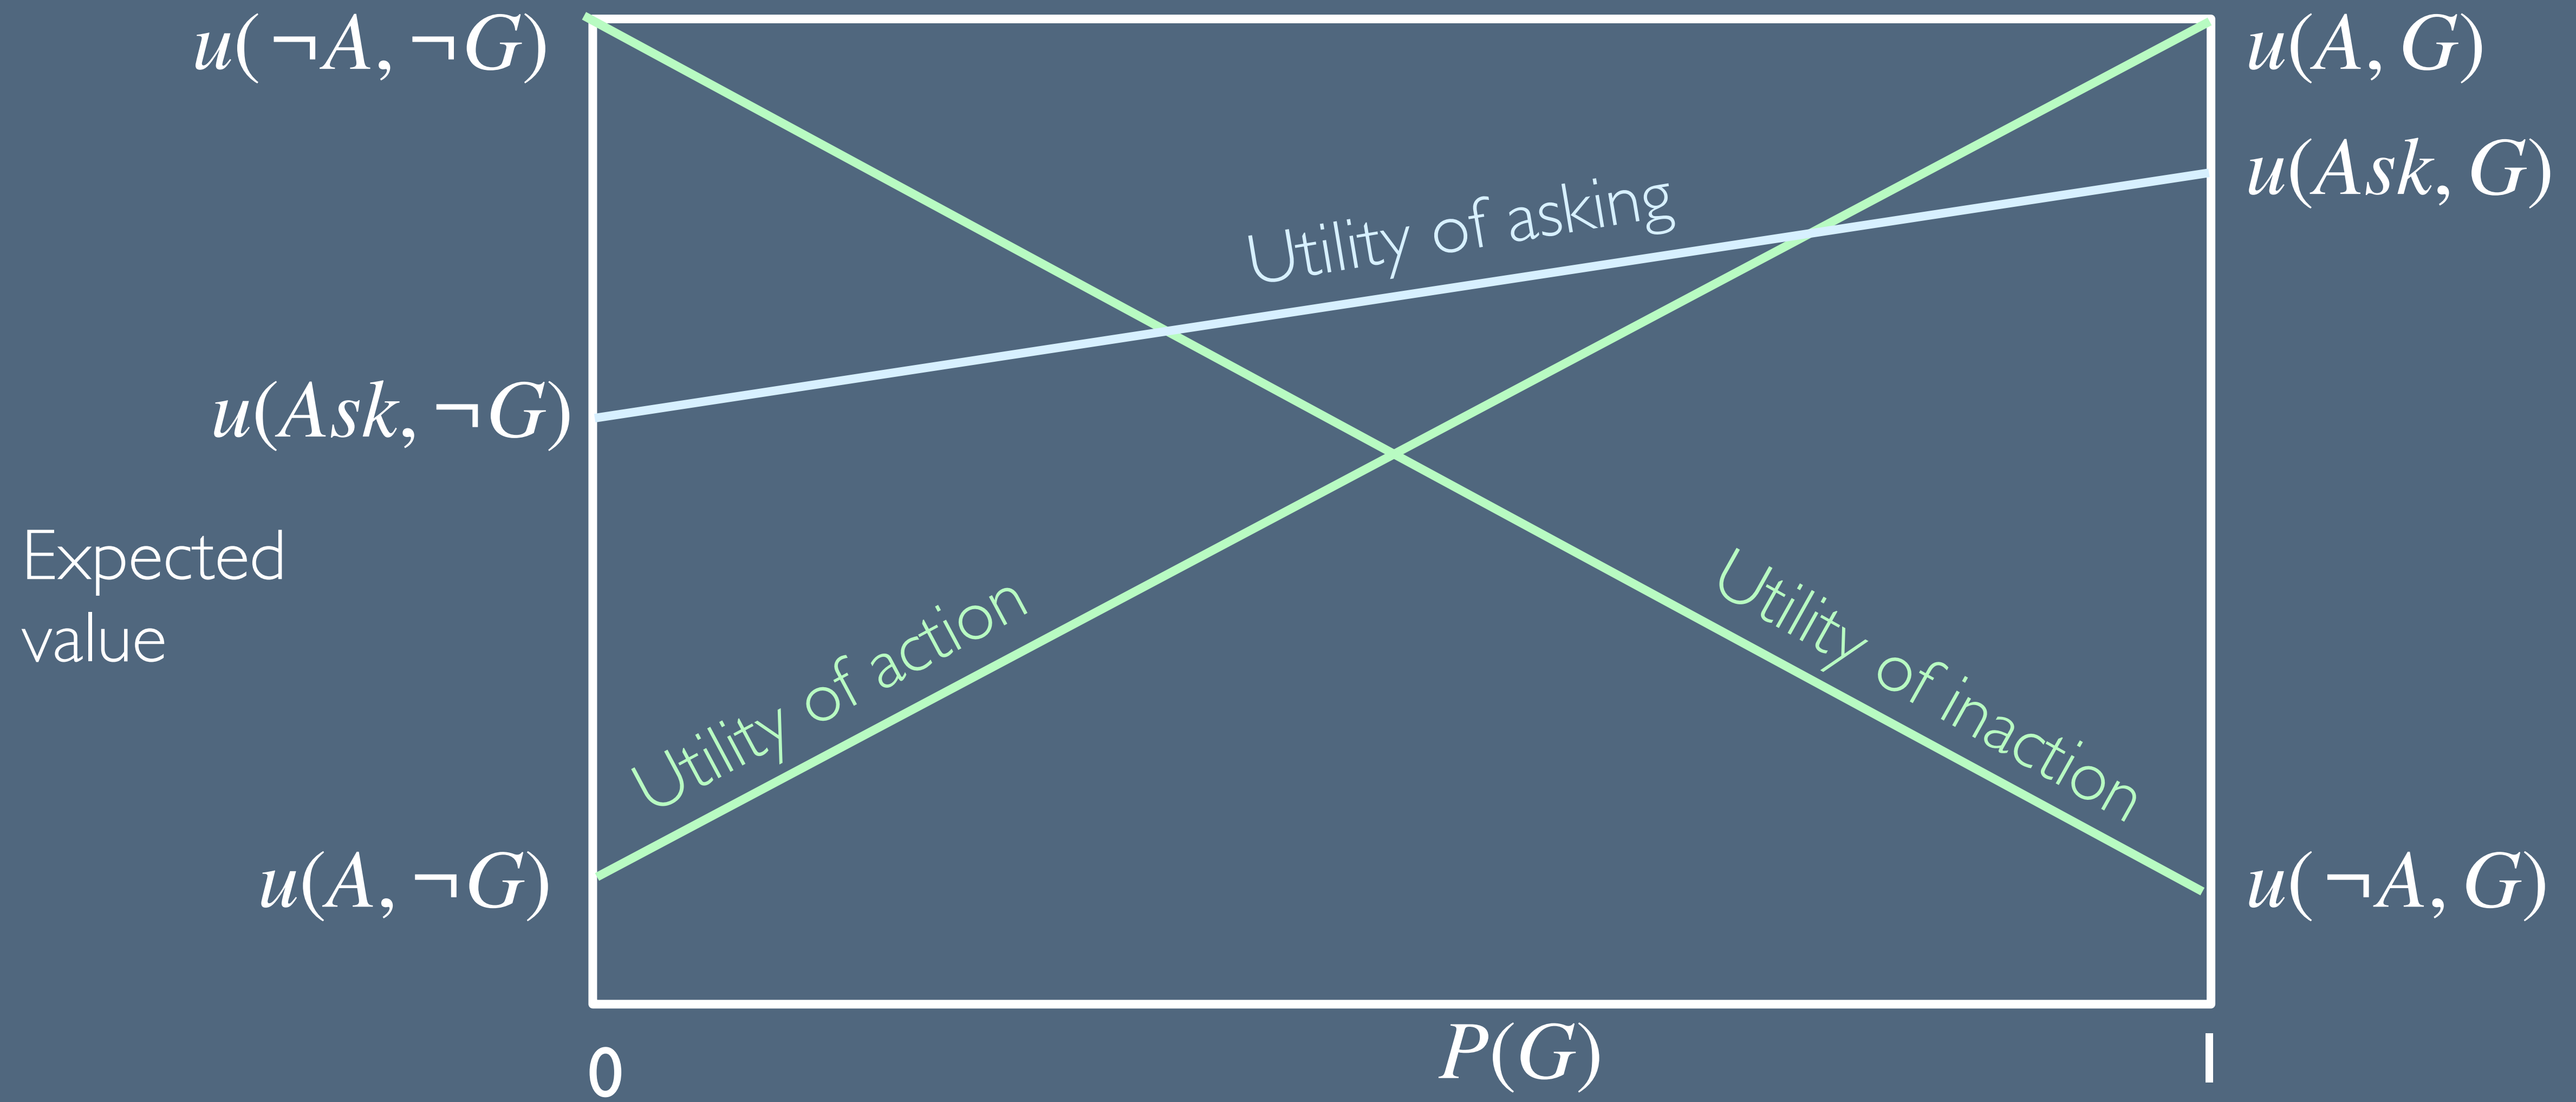 u(¬A, ¬G)
u(A, G)
u(Ask, G)
Utility of asking
u(Ask, ¬G)
Expected
value
Utility of action
Utility of inaction
u(A, ¬G)
u(¬A, G)
0
P(G)
1